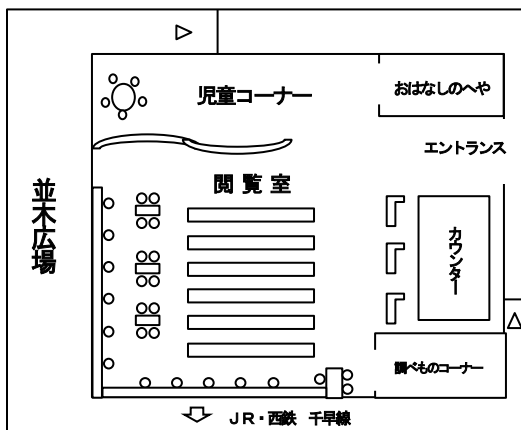 児童コーナー
おはなしのへや
エントランス
閲覧室
並木広場
カウンター
調べものコーナー
JR・西鉄 千早線